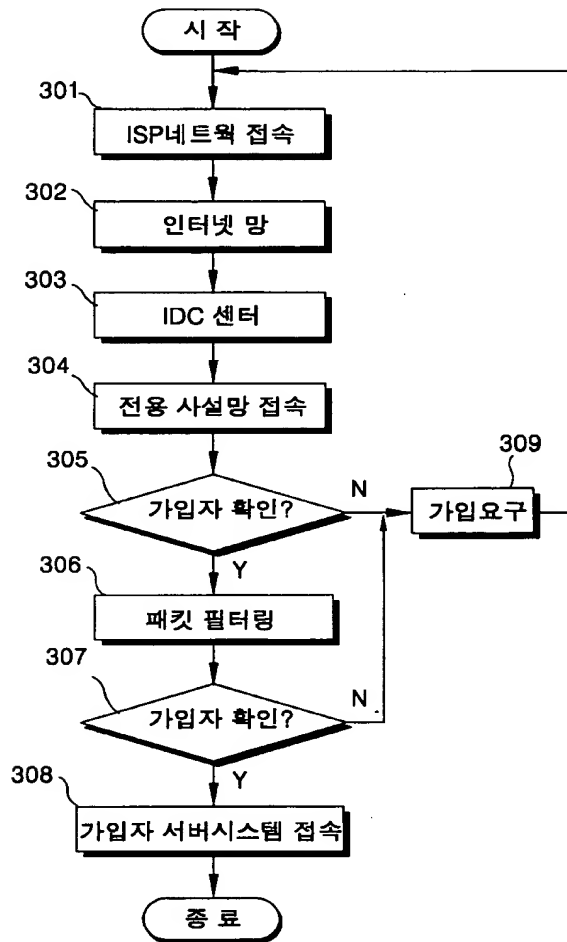 시 작
301
ISP네트웍 접속
302
인터넷 망
303
IDC 센터
304
전용 사설망 접속
305
가입자 확인?
N
309
가입요구
Y
306
패킷 필터링
307
가입자 확인?
N
Y
308
가입자 서버시스템 접속
종 료